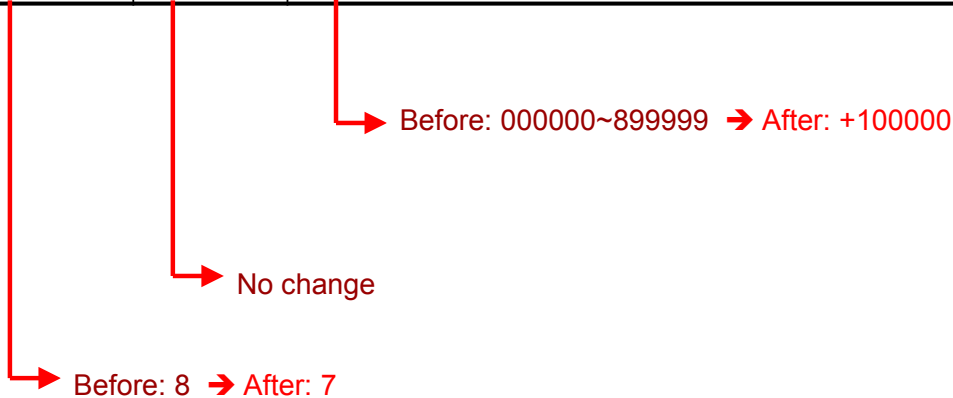 Before: 000000~899999 ➔ After: +100000
No change
Before: 8 ➔ After: 7